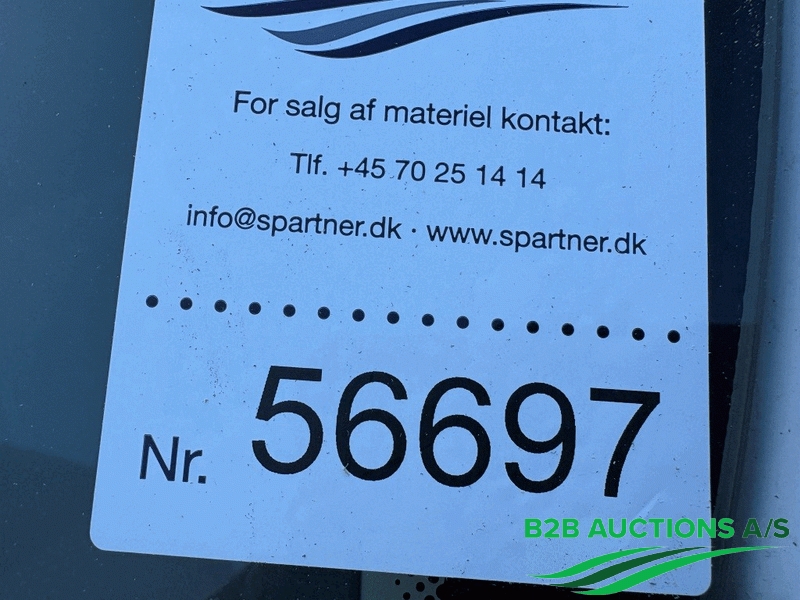 For salg af materiel kontakt:
Tlf. +45 70 25 14 14
info@spartner.dk · www.spartner.dk
Nr. 56697
B2B AUCTIONS A/S